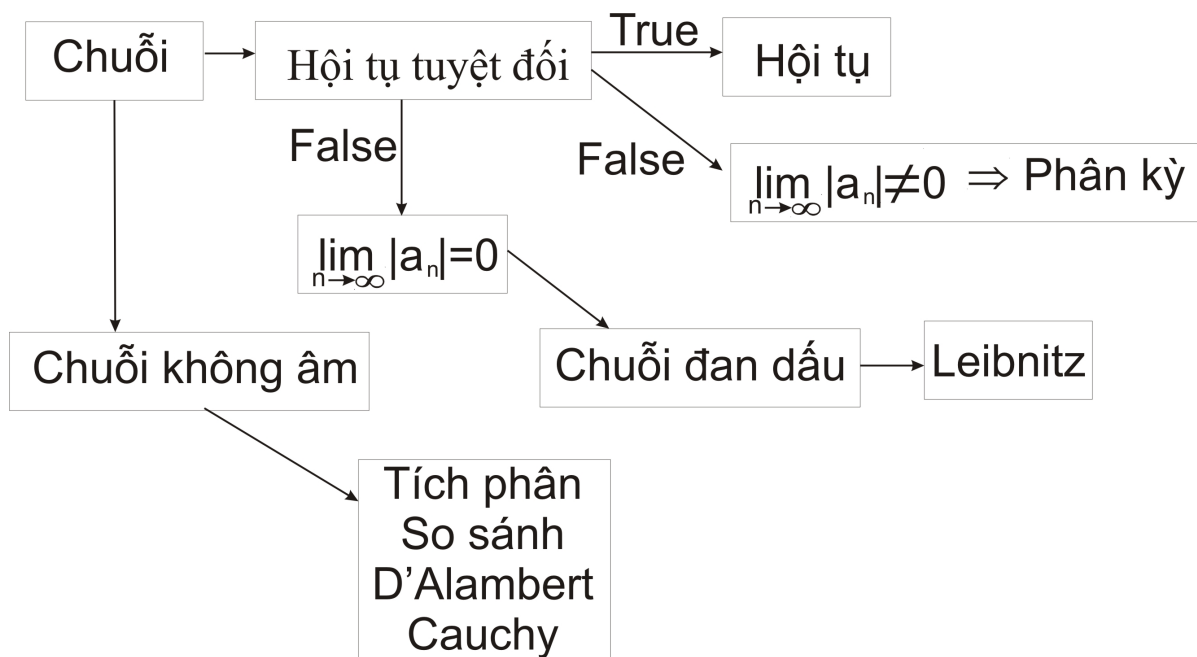 Chuỗi
Hội tụ tuyệt đối
True
Hội tụ
False
False
lim |aₙ|≠0 ⇒ Phân kỳ
n→∞
lim |aₙ|=0
n→∞
Chuỗi không âm
Chuỗi đan dấu
Leibnitz
Tích phân
So sánh
D’Alambert
Cauchy